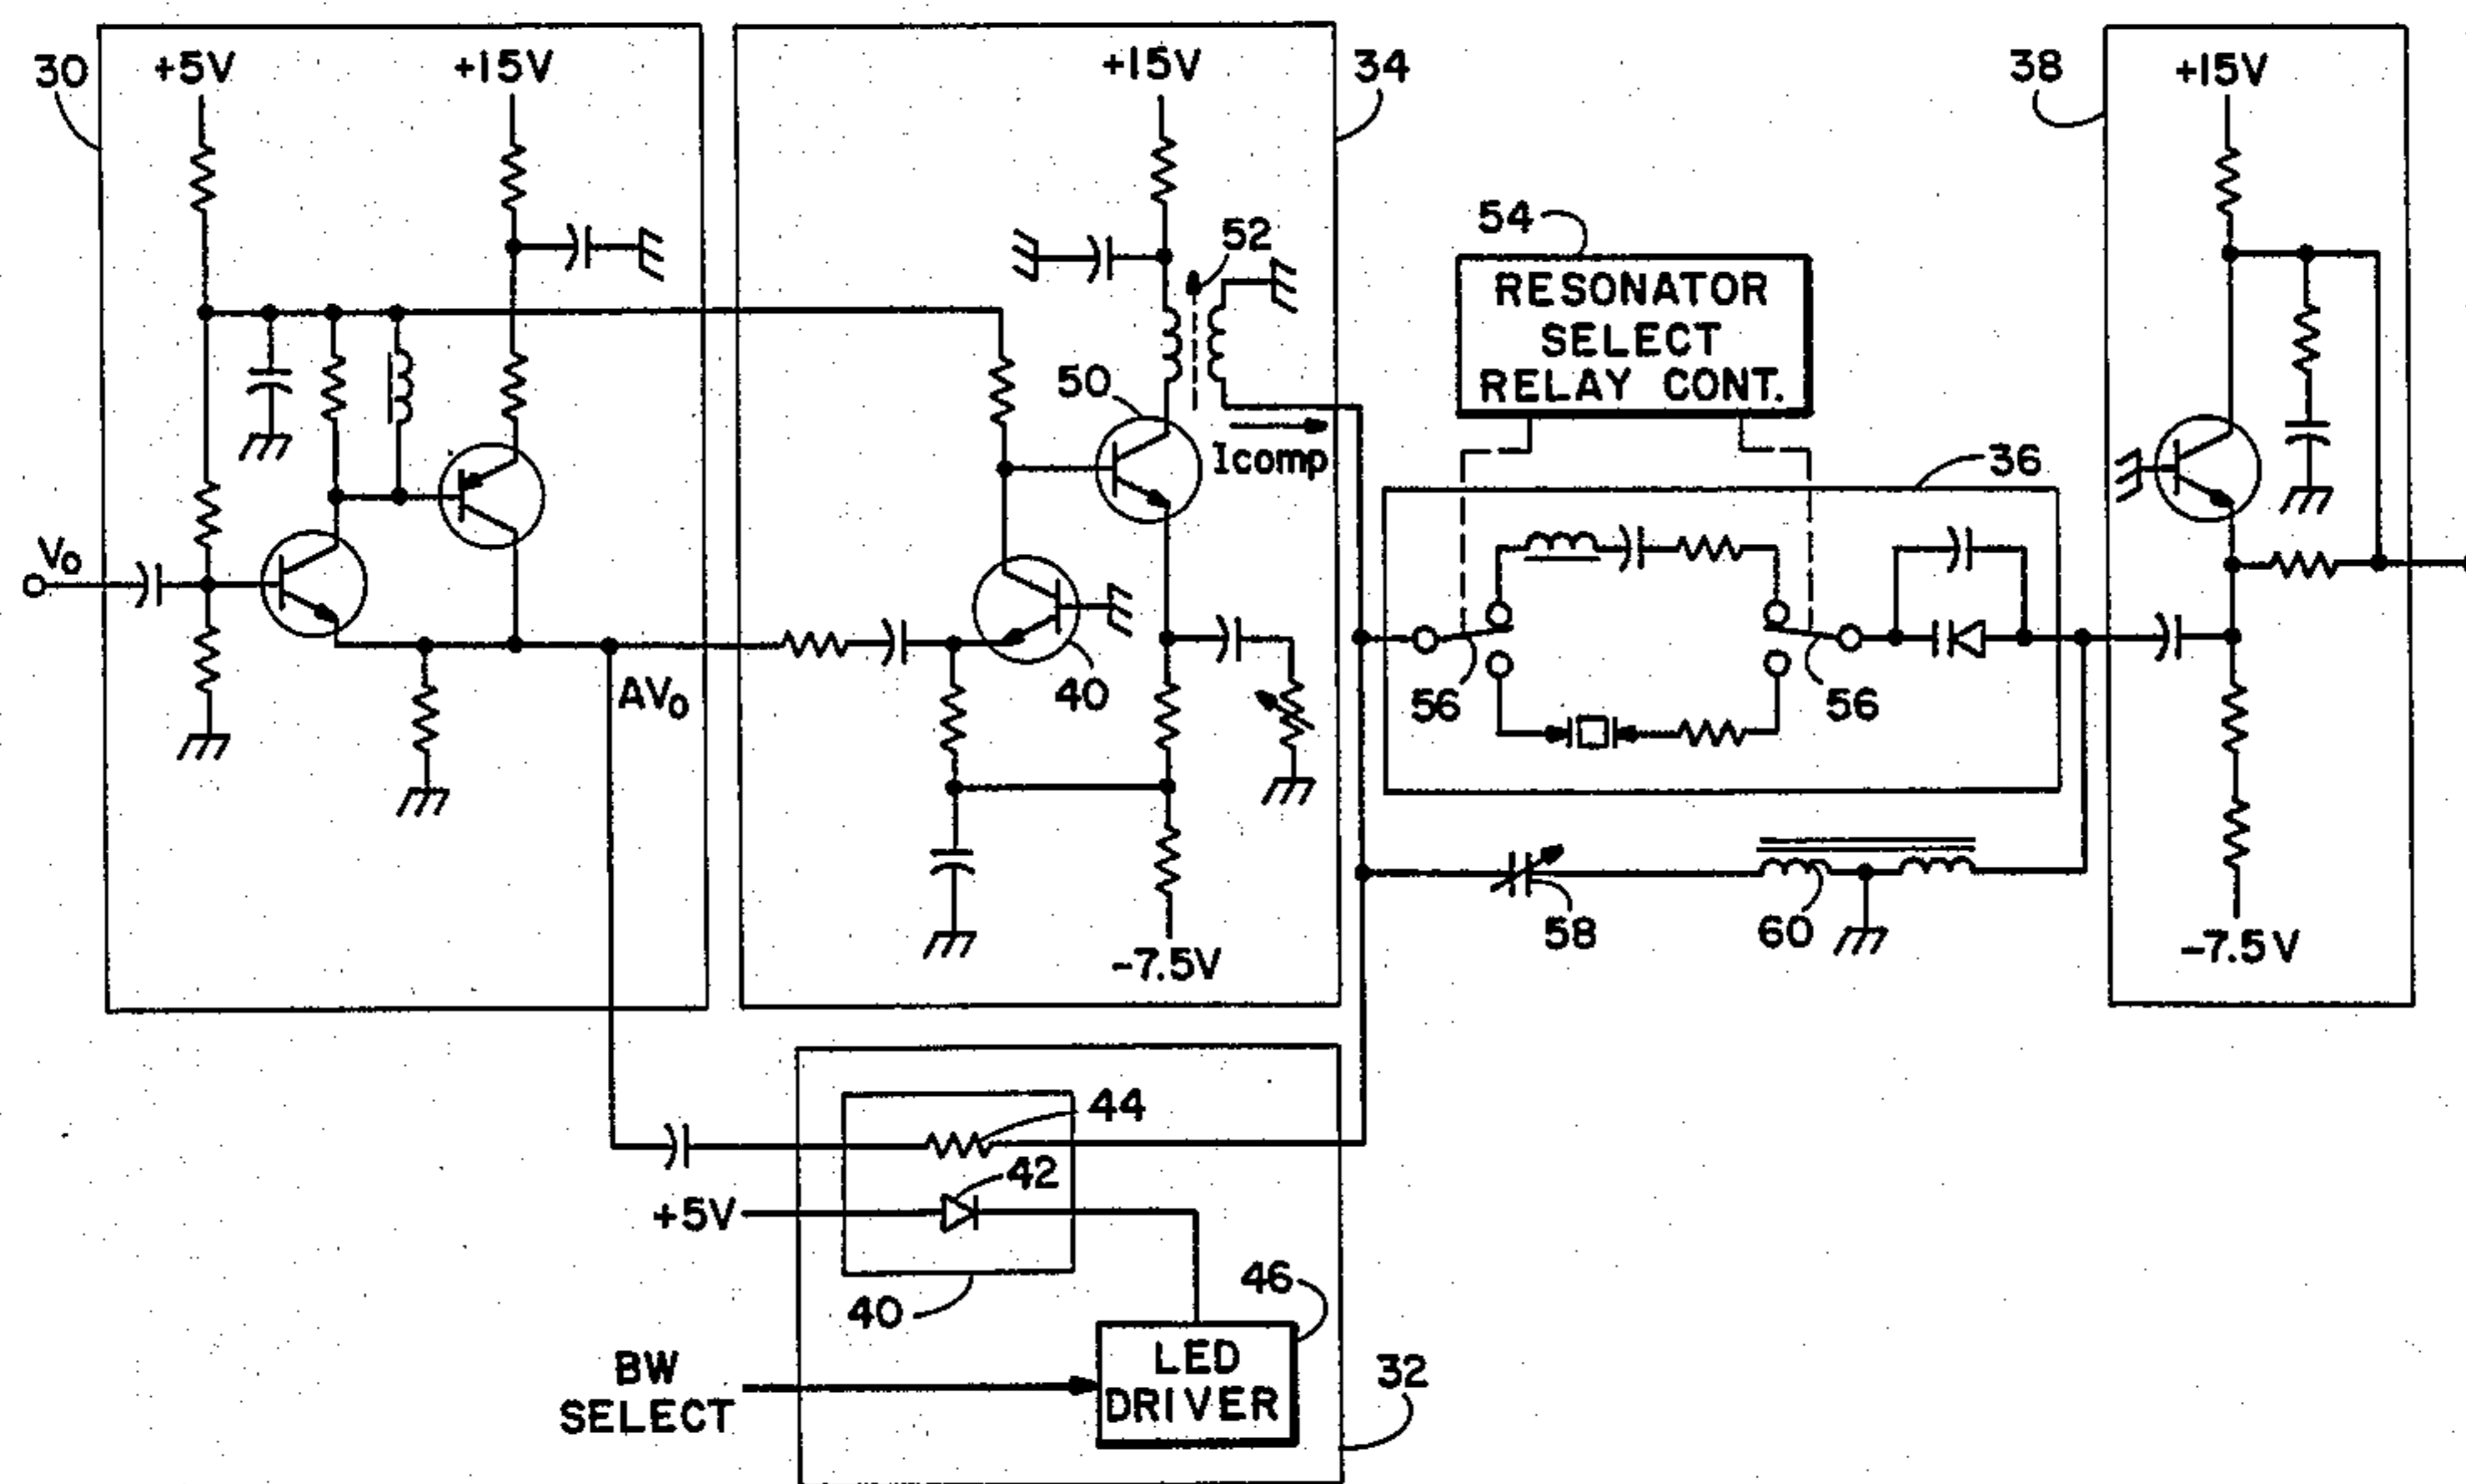 30
+5V
+15V
+15V
34
38
+15V
52
54
RESONATOR
SELECT
RELAY CONT.
50
Icomp
36
Vo
AVo
40
56
56
58
60
-7.5V
-7.5V
44
42
+5V
40
46
BW
SELECT
LED
DRIVER
32